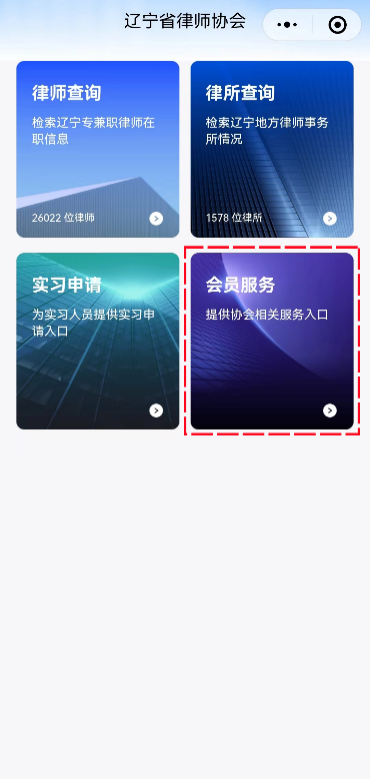 辽宁省律师协会
律师查询
检索辽宁专兼职律师在
职信息
26022 位律师
律所查询
检索辽宁地方律师事务
所情况
1578 位律所
实习申请
为实习人员提供实习申
请入口
会员服务
提供协会相关服务入口